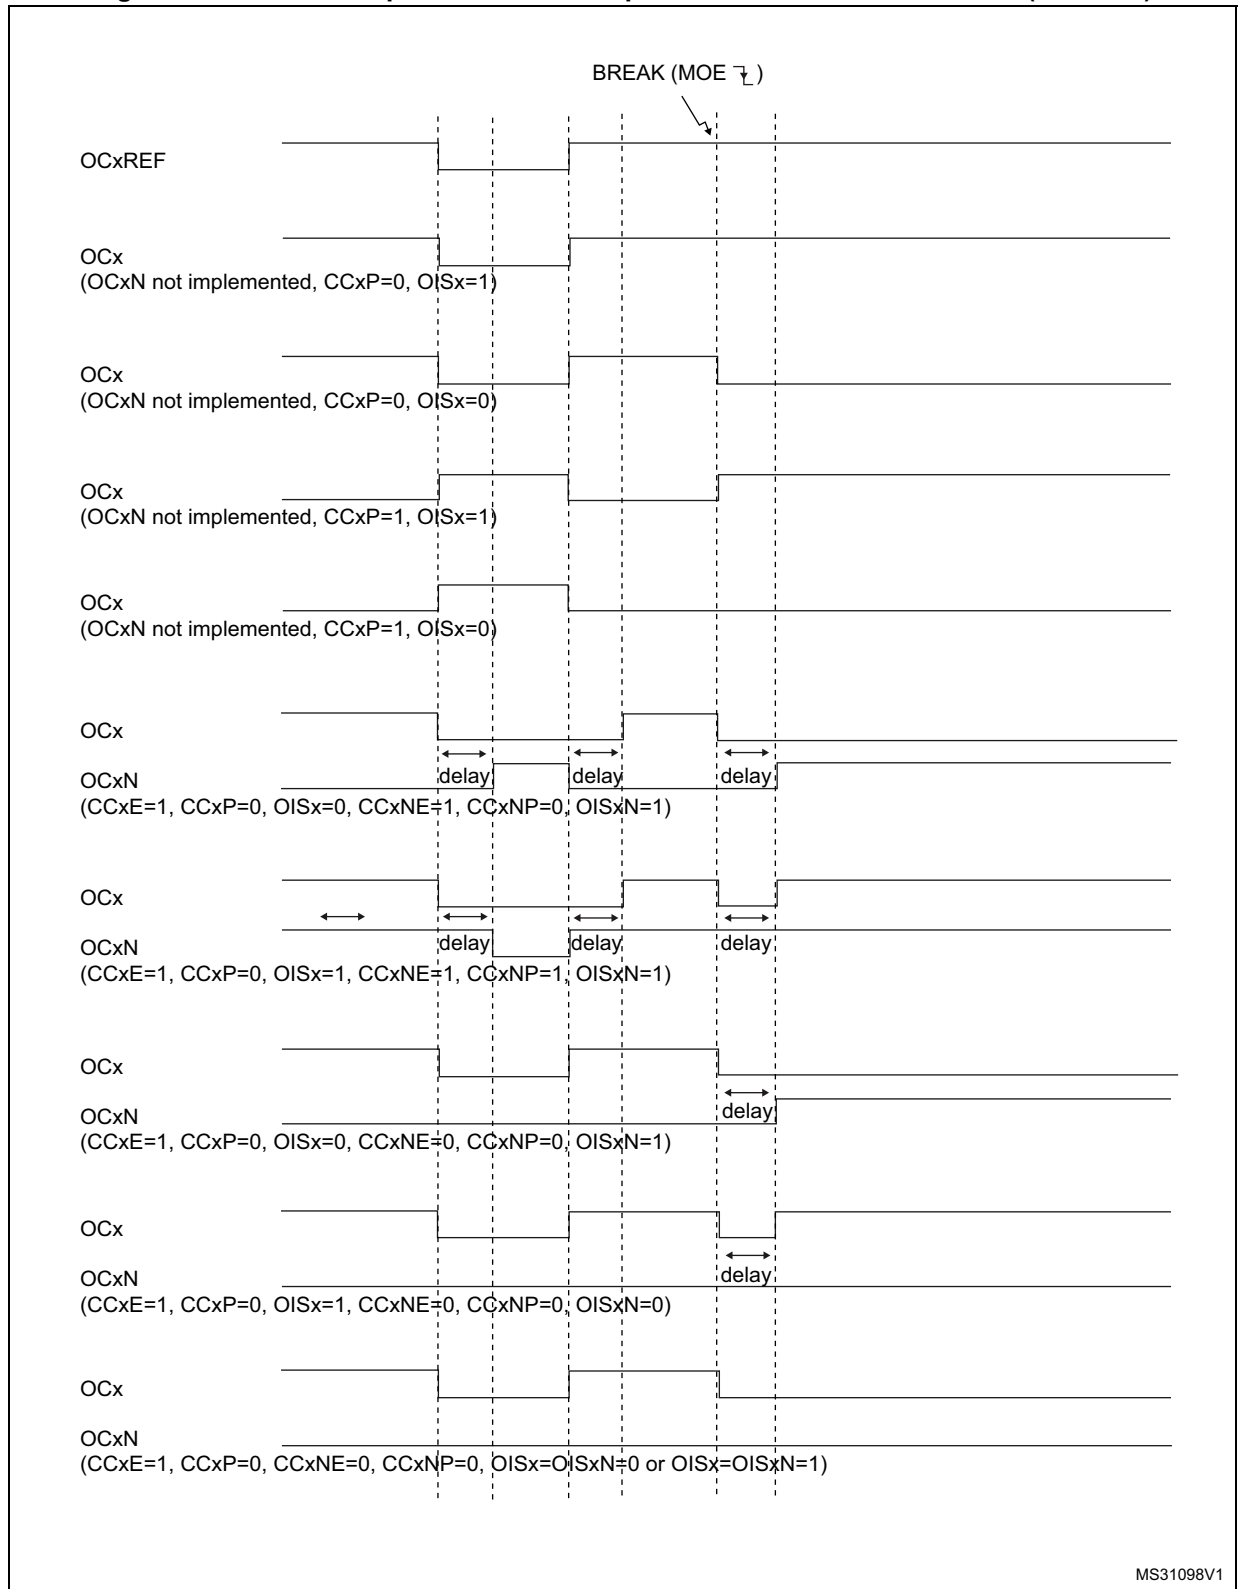 BREAK (MOE )
OCxREF
OCx
(OCxN not implemented, CCxP=0, OISx=1)
OCx
(OCxN not implemented, CCxP=0, OISx=0)
OCx
(OCxN not implemented, CCxP=1, OISx=1)
OCx
(OCxN not implemented, CCxP=1, OISx=0)
OCx
OCxN delay delay delay
(CCxE=1, CCxP=0, OISx=0, CCxNE=1, CCxNP=0, OISxN=1)
OCx
OCxN delay delay delay
(CCxE=1, CCxP=0, OISx=1, CCxNE=1, CCxNP=1, OISxN=1)
OCx
OCxN delay
(CCxE=1, CCxP=0, OISx=0, CCxNE=0, CCxNP=0, OISxN=1)
OCx
OCxN delay
(CCxE=1, CCxP=0, OISx=1, CCxNE=0, CCxNP=0, OISxN=0)
OCx
OCxN
(CCxE=1, CCxP=0, CCxNE=0, CCxNP=0, OISx=OISxN=0 or OISx=OISxN=1)
MS31098V1